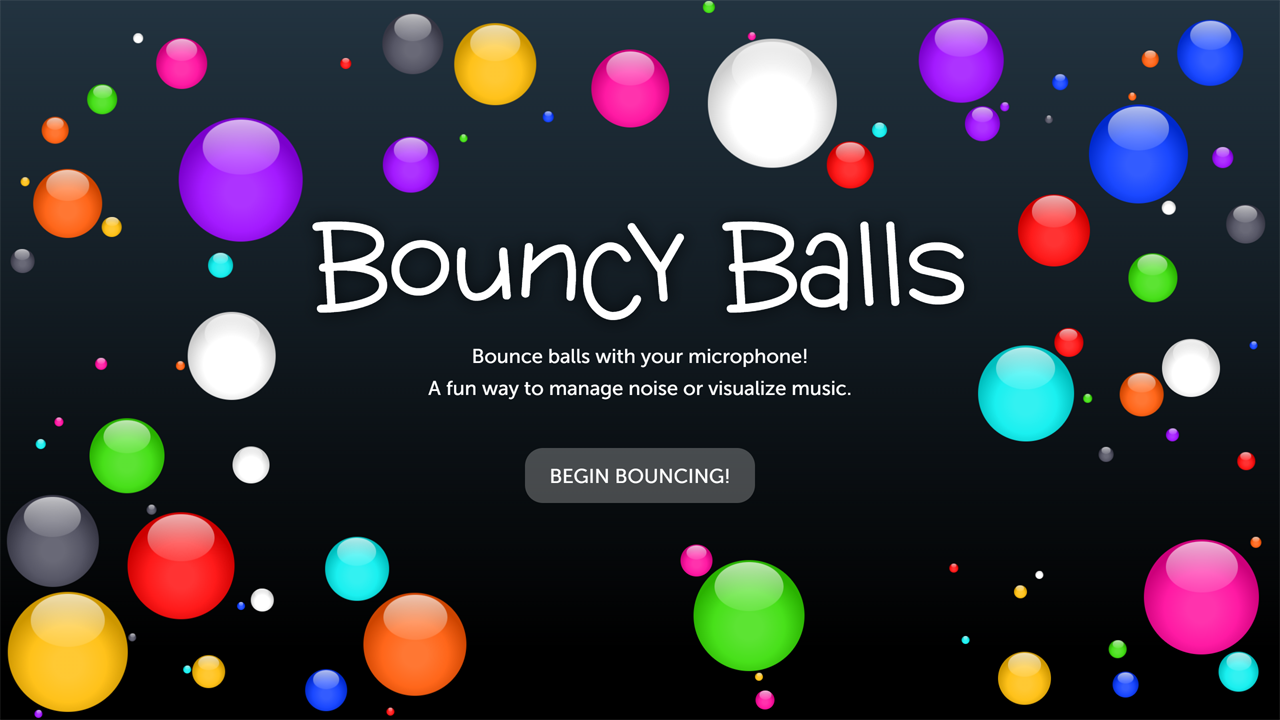 Bouncy Balls
Bounce balls with your microphone!
A fun way to manage noise or visualize music.
BEGIN BOUNCING!